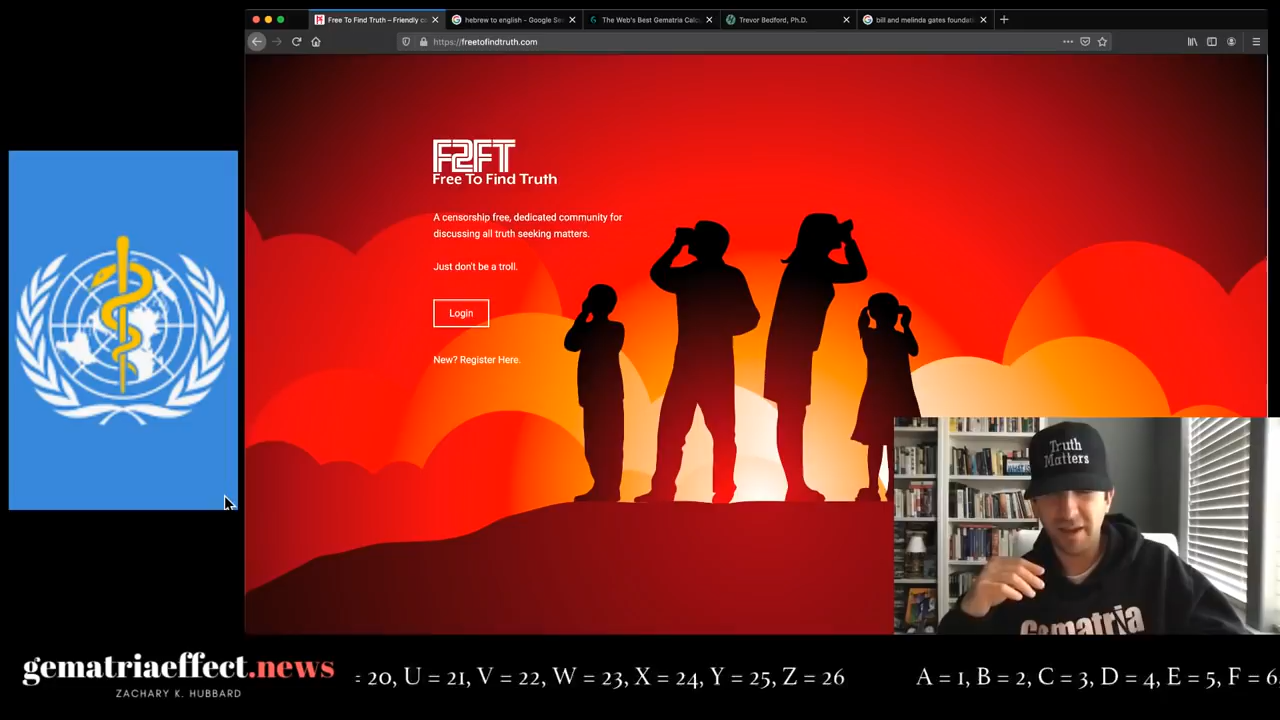 Free To Find Truth – Friendly co
hebrew to english - Google Sea
The Web's Best Gematria Calc
Trevor Bedford, Ph.D.
bill and melinda gates foundati
https://freetofindtruth.com
F2FT
Free To Find Truth
A censorship free, dedicated community for
discussing all truth seeking matters.
Just don't be a troll.
Login
New? Register Here.
Truth
Matters
Gematria
gematriaeffect.news
ZACHARY K. HUBBARD
= 20, U = 21, V = 22, W = 23, X = 24, Y = 25, Z = 26
A = 1, B = 2, C = 3, D = 4, E = 5, F = 6